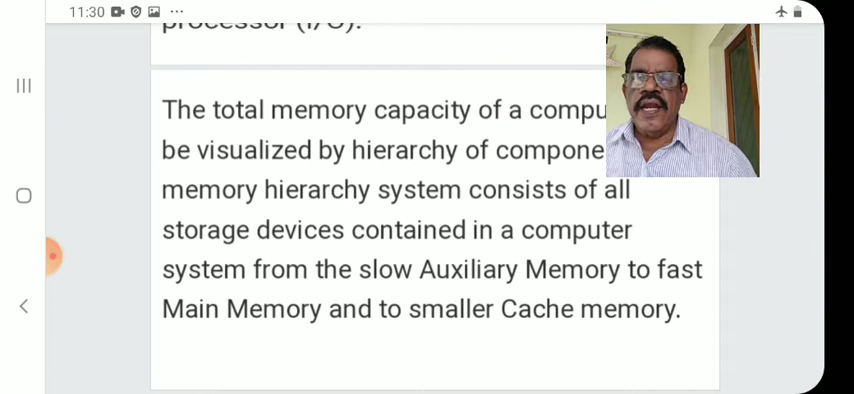 11:30
processor (I/O).
The total memory capacity of a
be visualized by hierarchy of
memory hierarchy system consists of all
storage devices contained in a computer
system from the slow Auxiliary Memory to fast
Main Memory and to smaller Cache memory.